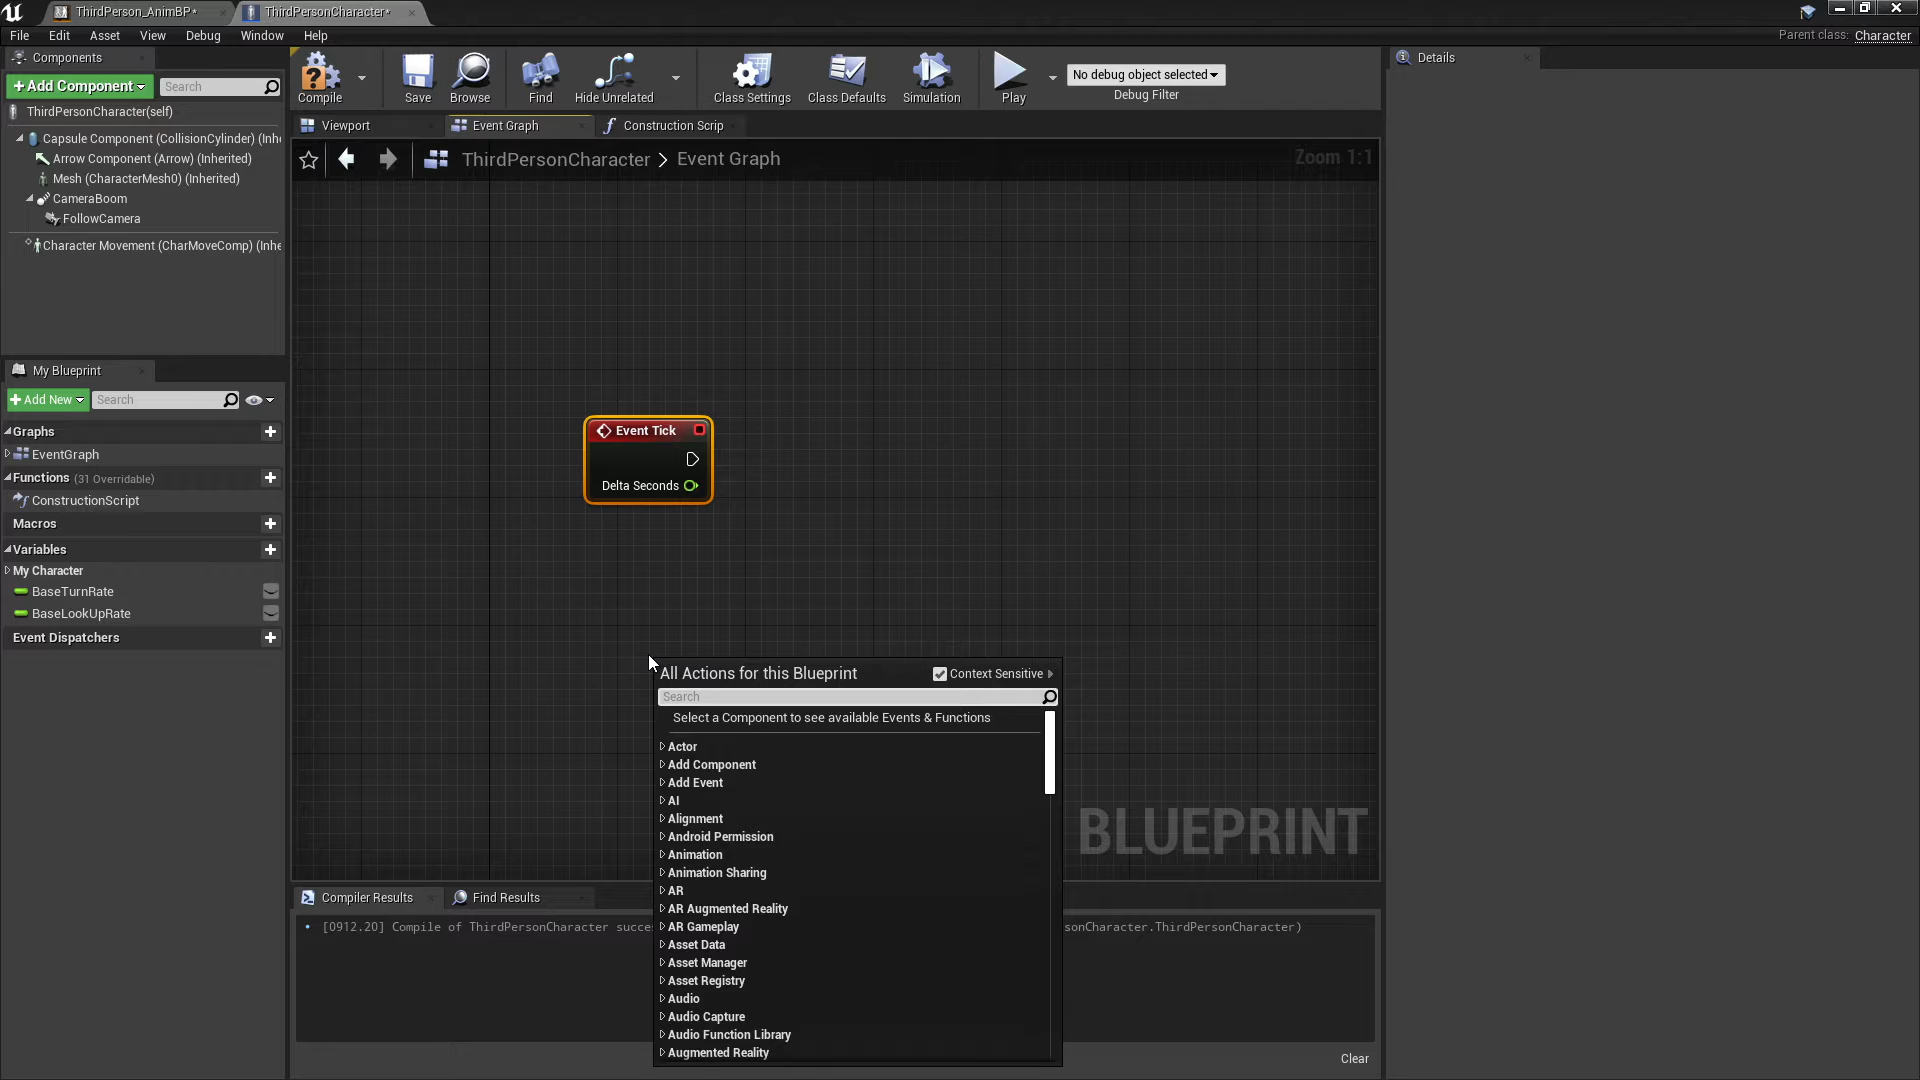 ThirdPerson_AnimBP*
ThirdPersonCharacter*
File Edit Asset View Debug Window Help
Parent class: Character
Components
+ Add Component
Search
ThirdPersonCharacter(self)
Capsule Component (CollisionCylinder) (Inhe
Arrow Component (Arrow) (Inherited)
Mesh (CharacterMesh0) (Inherited)
CameraBoom
FollowCamera
Character Movement (CharMoveComp) (Inhe
My Blueprint
+ Add New
Search
Graphs
EventGraph
Functions (31 Overridable)
ConstructionScript
Macros
Variables
My Character
BaseTurnRate
BaseLookUpRate
Event Dispatchers
Compile
Save
Browse
Find
Hide Unrelated
Class Settings
Class Defaults
Simulation
Play
No debug object selected
Debug Filter
Viewport
Event Graph
Construction Scrip
ThirdPersonCharacter > Event Graph
Zoom 1:1
Event Tick
Delta Seconds
All Actions for this Blueprint
Context Sensitive
Search
Select a Component to see available Events & Functions
Actor
Add Component
Add Event
AI
Alignment
Android Permission
Animation
Animation Sharing
AR
AR Augmented Reality
AR Gameplay
Asset Data
Asset Manager
Asset Registry
Audio
Audio Capture
Audio Function Library
Augmented Reality
BLUEPRINT
Compiler Results
Find Results
[0912.20] Compile of ThirdPersonCharacter succes
sonCharacter.ThirdPersonCharacter)
Clear
Details